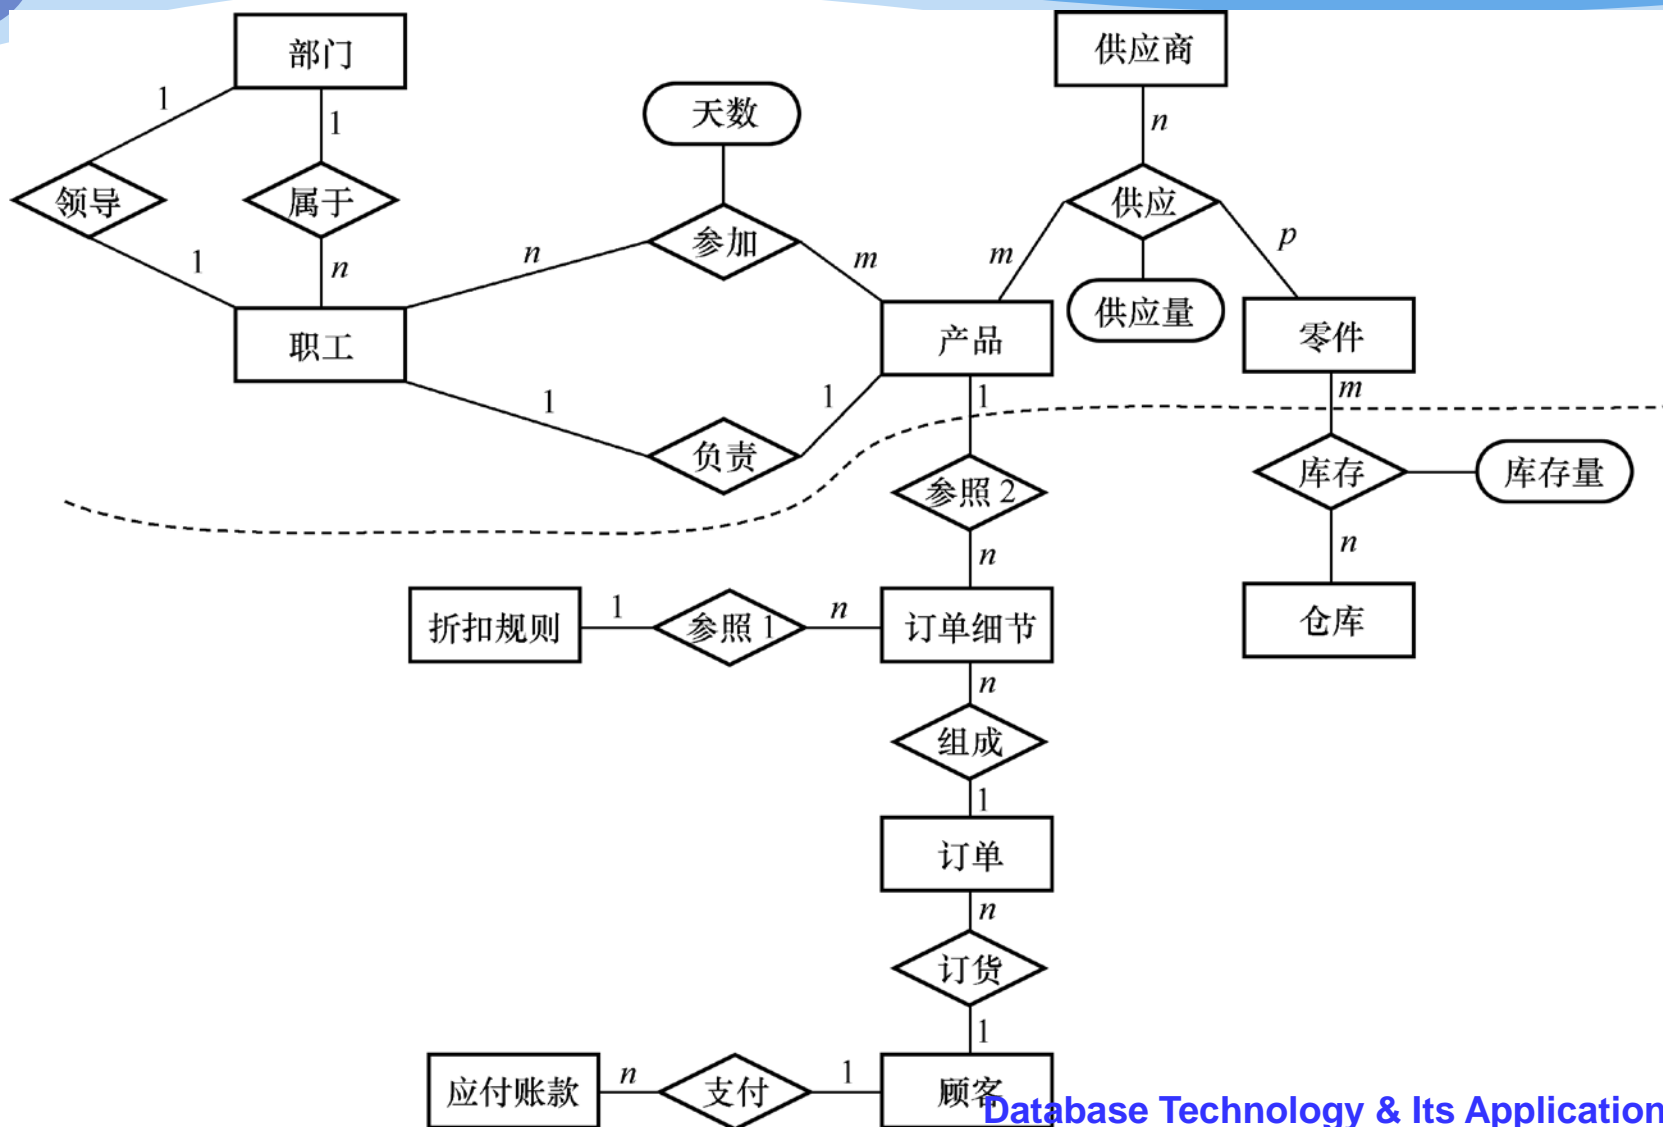 部门
供应商
1
1
天数
n
领导
属于
供应
参加
1
n
n
m
m
p
供应量
职工
产品
零件
1
1
1
m
负责
库存
库存量
参照 2
n
n
折扣规则
1
参照 1
n
订单细节
仓库
n
组成
1
订单
n
订货
1
应付账款
n
支付
1
顾客
Database Technology & Its Application